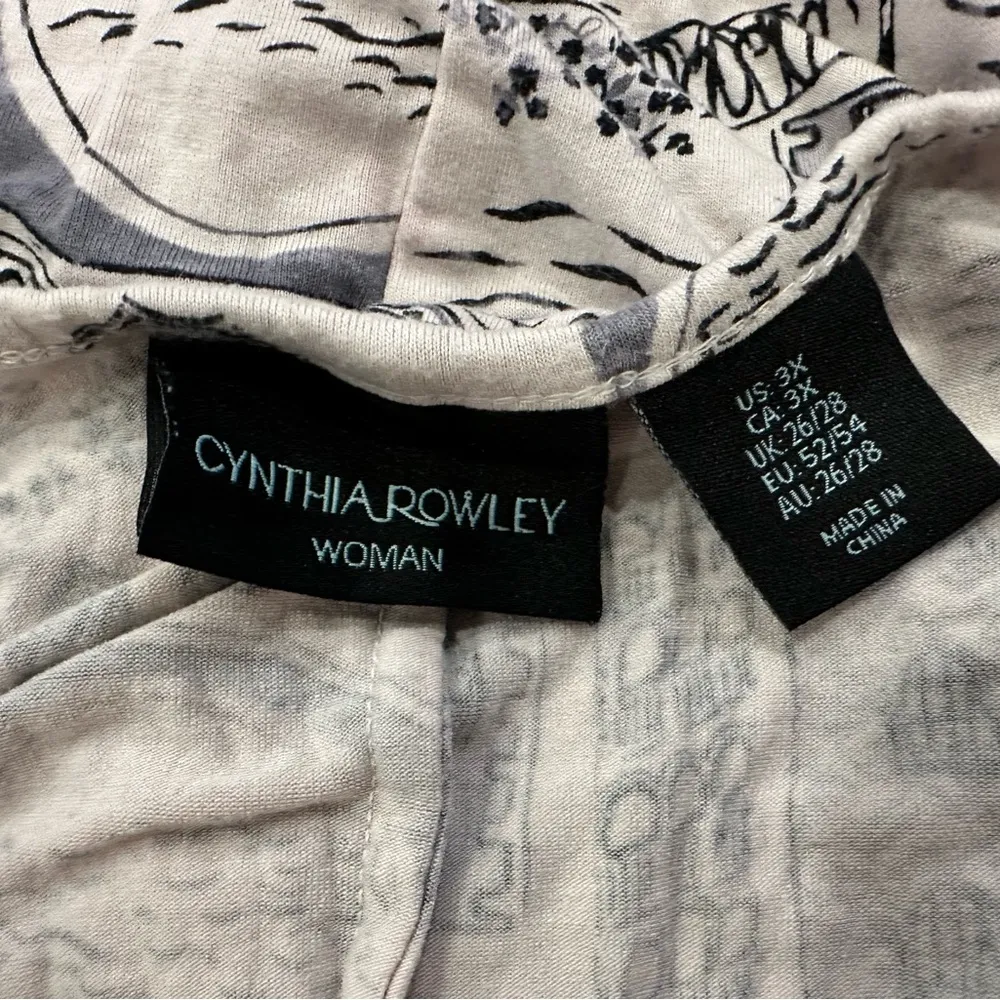 CYNTHIA ROWLEY
WOMAN
US: 3X
CA: 3X
UK: 26/28
EU: 52/54
AU: 26/28
MADE IN
CHINA